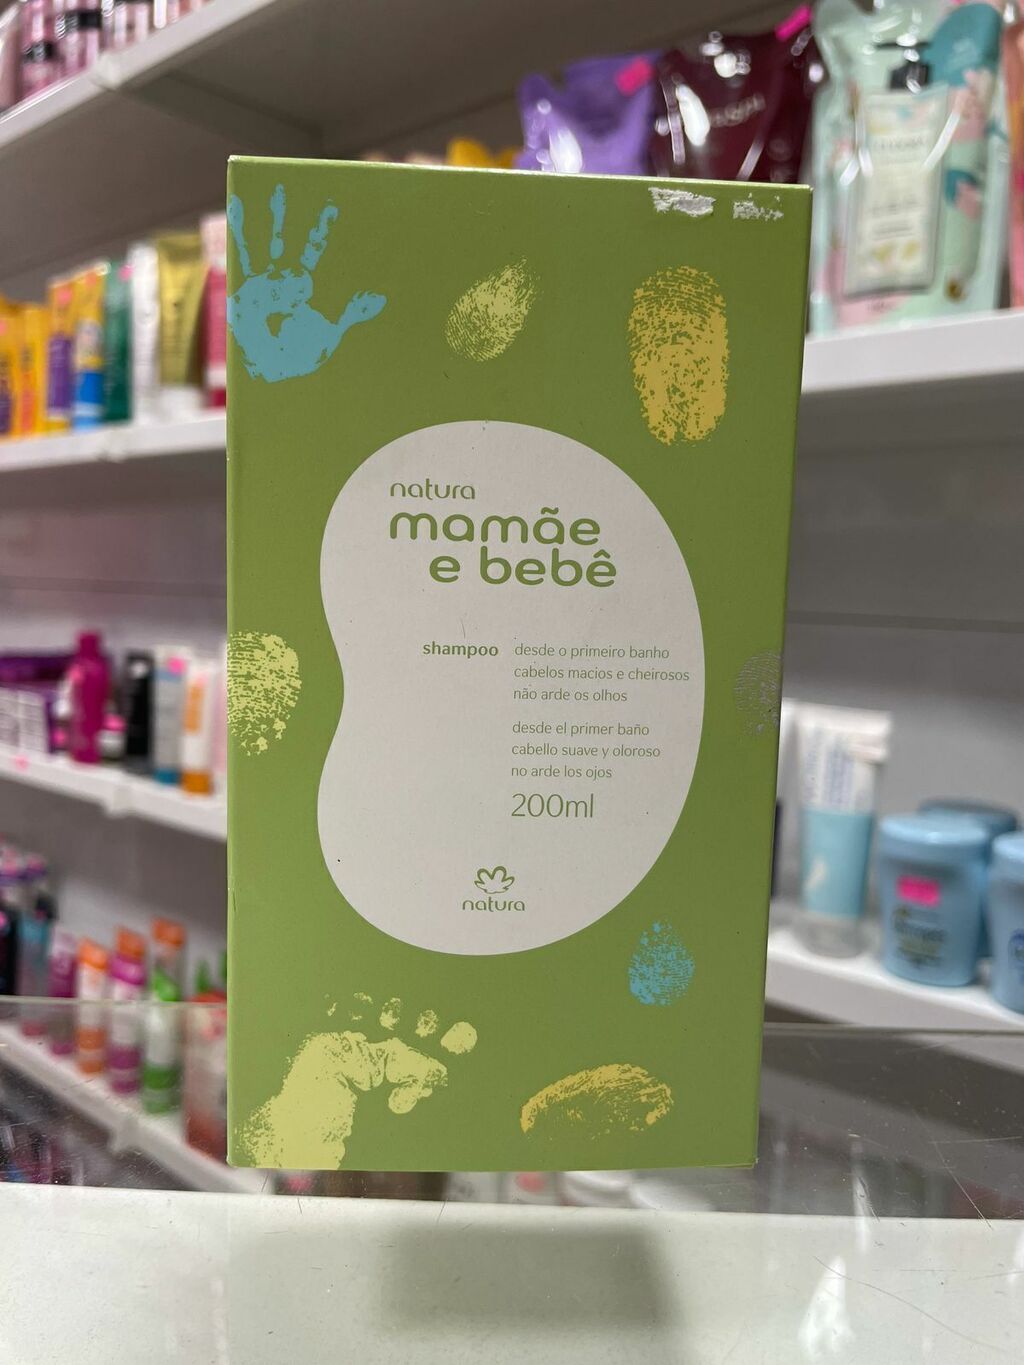 natura
mamãe
e bebê
shampoo
desde o primeiro banho
cabelos macios e cheirosos
não arde os olhos
desde el primer baño
cabello suave y oloroso
no arde los ojos
200ml
natura